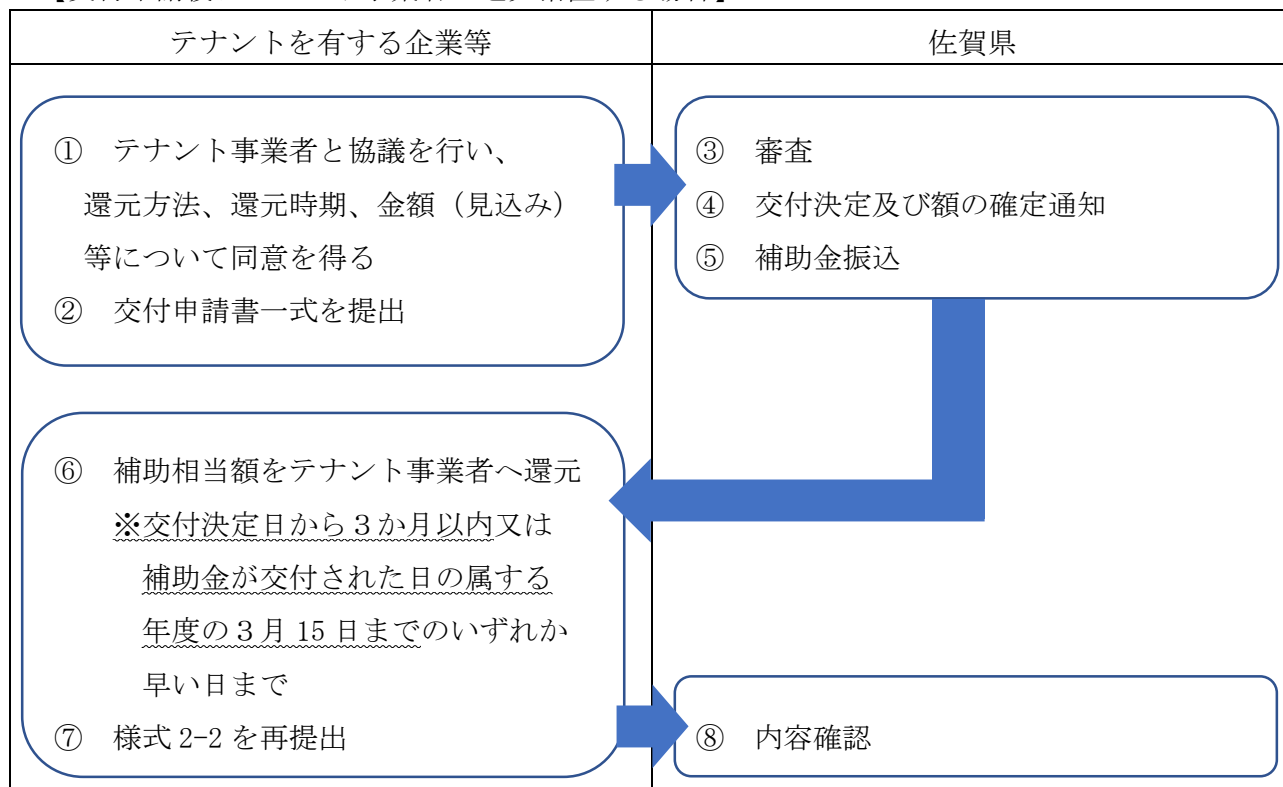 テナントを有する企業等
佐賀県
① テナント事業者と協議を行い、
還元方法、還元時期、金額（見込み）
等について同意を得る
② 交付申請書一式を提出
③ 審査
④ 交付決定及び額の確定通知
⑤ 補助金振込
⑥ 補助相当額をテナント事業者へ還元
※交付決定日から３か月以内又は
補助金が交付された日の属する
年度の３月 15 日までのいずれか
早い日まで
⑦ 様式 2-2 を再提出
⑧ 内容確認